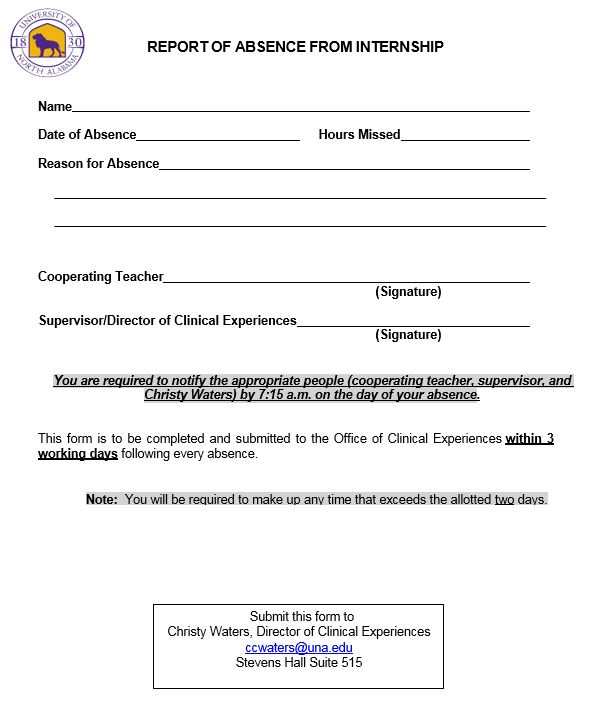 UNIVERSITY OF
18 30
NORTH ALABAMA
REPORT OF ABSENCE FROM INTERNSHIP
Name
Date of Absence Hours Missed
Reason for Absence
Cooperating Teacher
(Signature)
Supervisor/Director of Clinical Experiences
(Signature)
You are required to notify the appropriate people (cooperating teacher, supervisor, and
Christy Waters) by 7:15 a.m. on the day of your absence.
This form is to be completed and submitted to the Office of Clinical Experiences within 3
working days following every absence.
Note: You will be required to make up any time that exceeds the allotted two days.
Submit this form to
Christy Waters, Director of Clinical Experiences
ccwaters@una.edu
Stevens Hall Suite 515